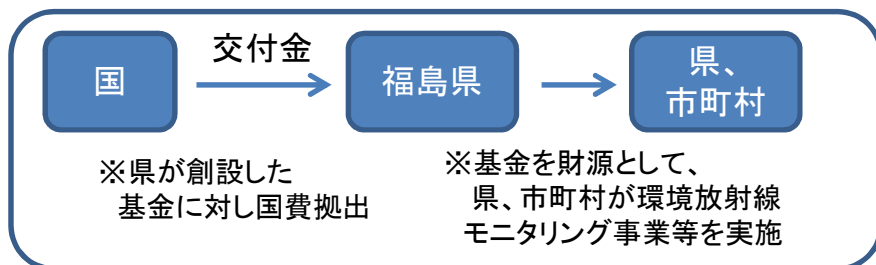 国
交付金
福島県
県、
市町村
※県が創設した
基金に対し国費拠出
※基金を財源として、
県、市町村が環境放射線
モニタリング事業等を実施